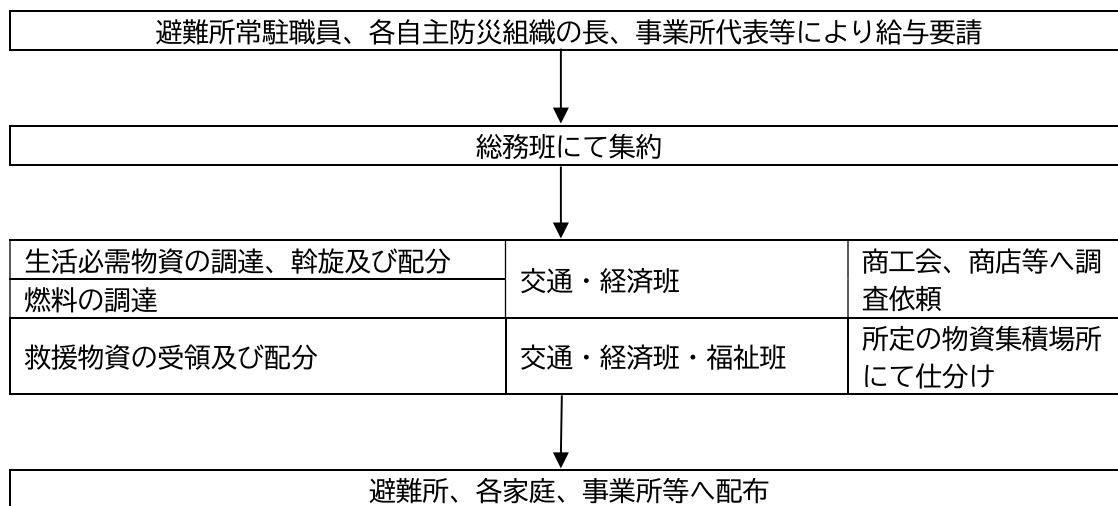 避難所常駐職員、各自主防災組織の長、事業所代表等により給与要請
総務班にて集約
生活必需物資の調達、斡旋及び配分
燃料の調達
交通・経済班
商工会、商店等へ調
査依頼
救援物資の受領及び配分
交通・経済班・福祉班
所定の物資集積場所
にて仕分け
避難所、各家庭、事業所等へ配布